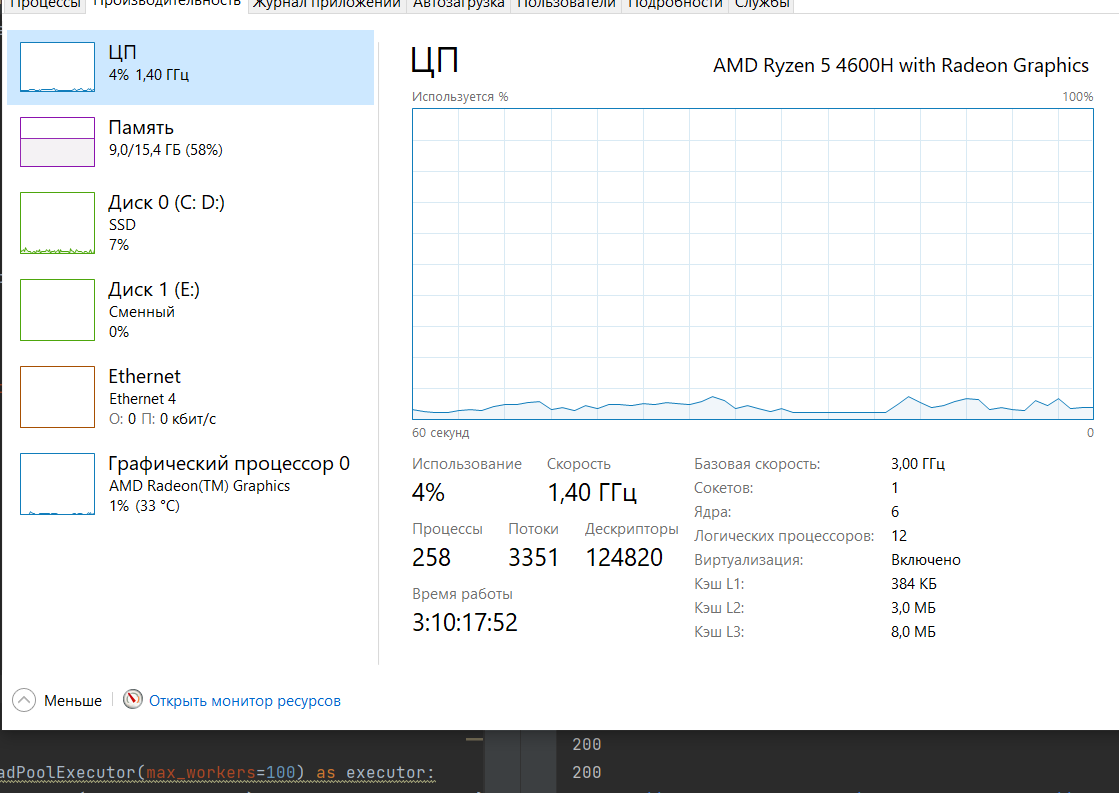 Процессы Производительность Журнал приложений Автозагрузка Пользователи Подробности Службы
ЦП
4% 1,40 ГГц
Память
9,0/15,4 ГБ (58%)
Диск 0 (C: D:)
SSD
7%
Диск 1 (E:)
Сменный
0%
Ethernet
Ethernet 4
О: 0 П: 0 кбит/с
Графический процессор 0
AMD Radeon(TM) Graphics
1% (33 °C)
ЦП
AMD Ryzen 5 4600H with Radeon Graphics
Используется %
100%
60 секунд
0
Использование
Скорость
4%
1,40 ГГц
Процессы
Потоки
Дескрипторы
258
3351
124820
Время работы
3:10:17:52
Базовая скорость: 3,00 ГГц
Сокетов: 1
Ядра: 6
Логических процессоров: 12
Виртуализация: Включено
Кэш L1: 384 КБ
Кэш L2: 3,0 МБ
Кэш L3: 8,0 МБ
Меньше
Открыть монитор ресурсов
200
adPoolExecutor(max_workers=100) as executor:
200